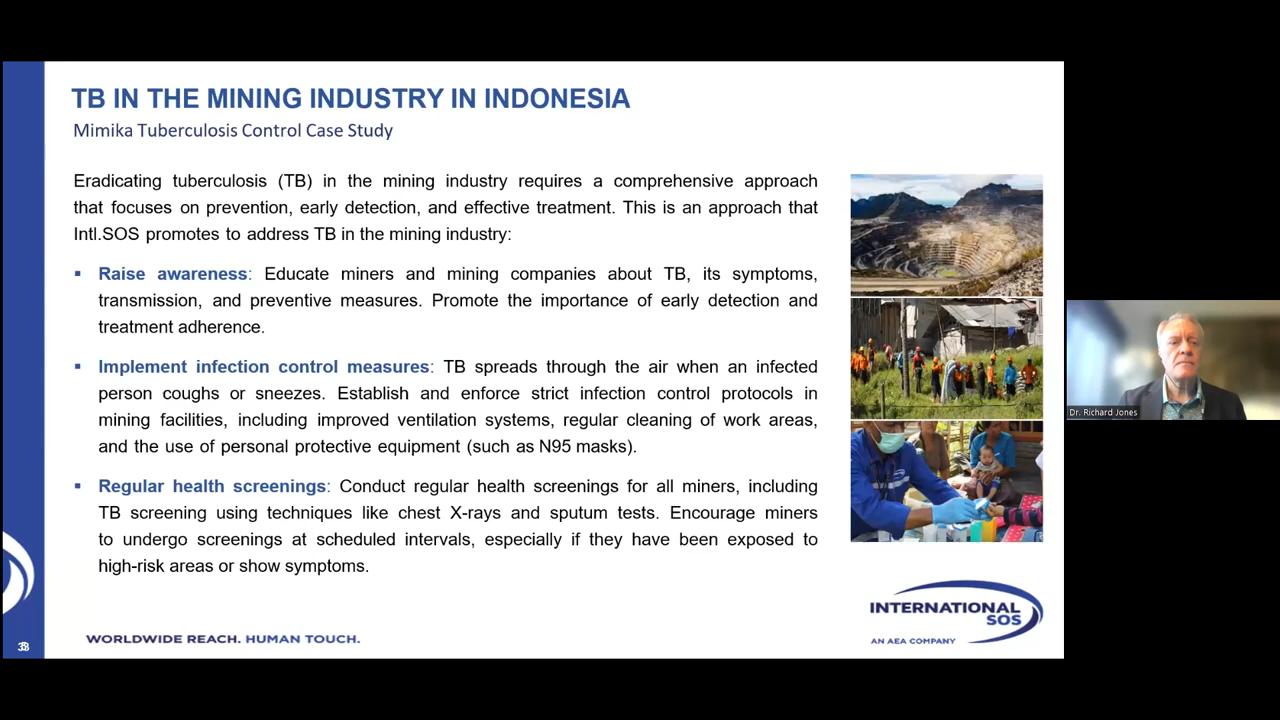 TB IN THE MINING INDUSTRY IN INDONESIA
Mimika Tuberculosis Control Case Study
Eradicating tuberculosis (TB) in the mining industry requires a comprehensive approach
that focuses on prevention, early detection, and effective treatment. This is an approach that
Intl.SOS promotes to address TB in the mining industry:
▪ Raise awareness: Educate miners and mining companies about TB, its symptoms,
transmission, and preventive measures. Promote the importance of early detection and
treatment adherence.
▪ Implement infection control measures: TB spreads through the air when an infected
person coughs or sneezes. Establish and enforce strict infection control protocols in
mining facilities, including improved ventilation systems, regular cleaning of work areas,
and the use of personal protective equipment (such as N95 masks).
▪ Regular health screenings: Conduct regular health screenings for all miners, including
TB screening using techniques like chest X-rays and sputum tests. Encourage miners
to undergo screenings at scheduled intervals, especially if they have been exposed to
high-risk areas or show symptoms.
WORLDWIDE REACH. HUMAN TOUCH.
INTERNATIONAL
SOS
AN AEA COMPANY
Dr. Richard Jones